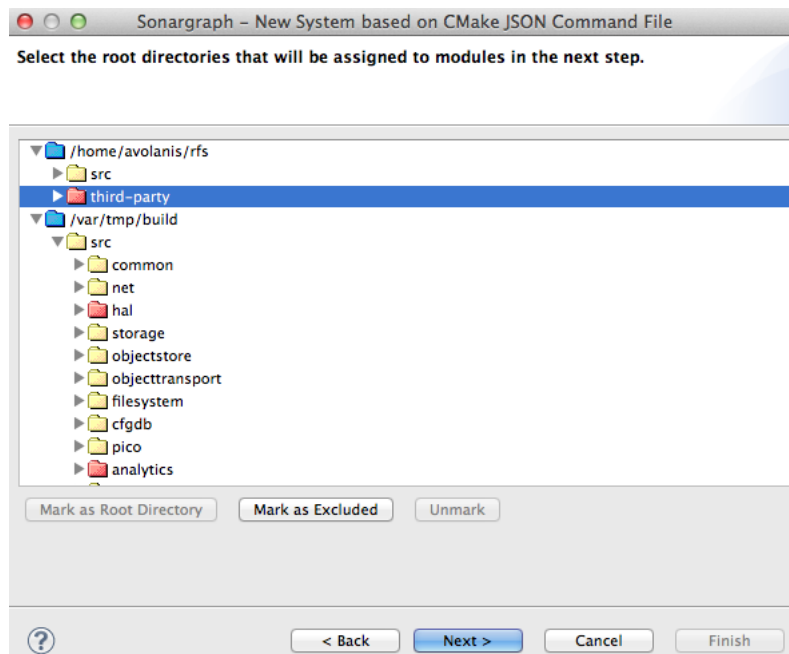 Sonargraph – New System based on CMake JSON Command File
Select the root directories that will be assigned to modules in the next step.
/home/avolanis/rfs
src
third-party
/var/tmp/build
src
common
net
hal
storage
objectstore
objecttransport
filesystem
cfgdb
pico
analytics
Mark as Root Directory Mark as Excluded Unmark
? < Back Next > Cancel Finish